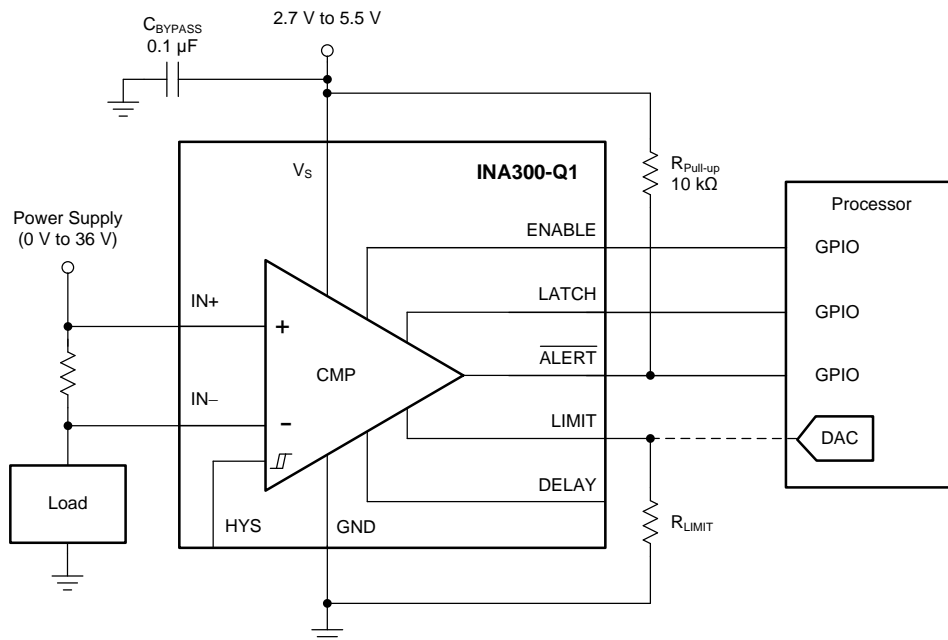 2.7 V to 5.5 V
CBYPASS
0.1 µF
VS
INA300-Q1
RPull-up
10 kΩ
Processor
Power Supply
(0 V to 36 V)
ENABLE
GPIO
IN+
LATCH
GPIO
+
CMP
ALERT
GPIO
IN–
-
LIMIT
DAC
Load
DELAY
HYS
GND
RLIMIT